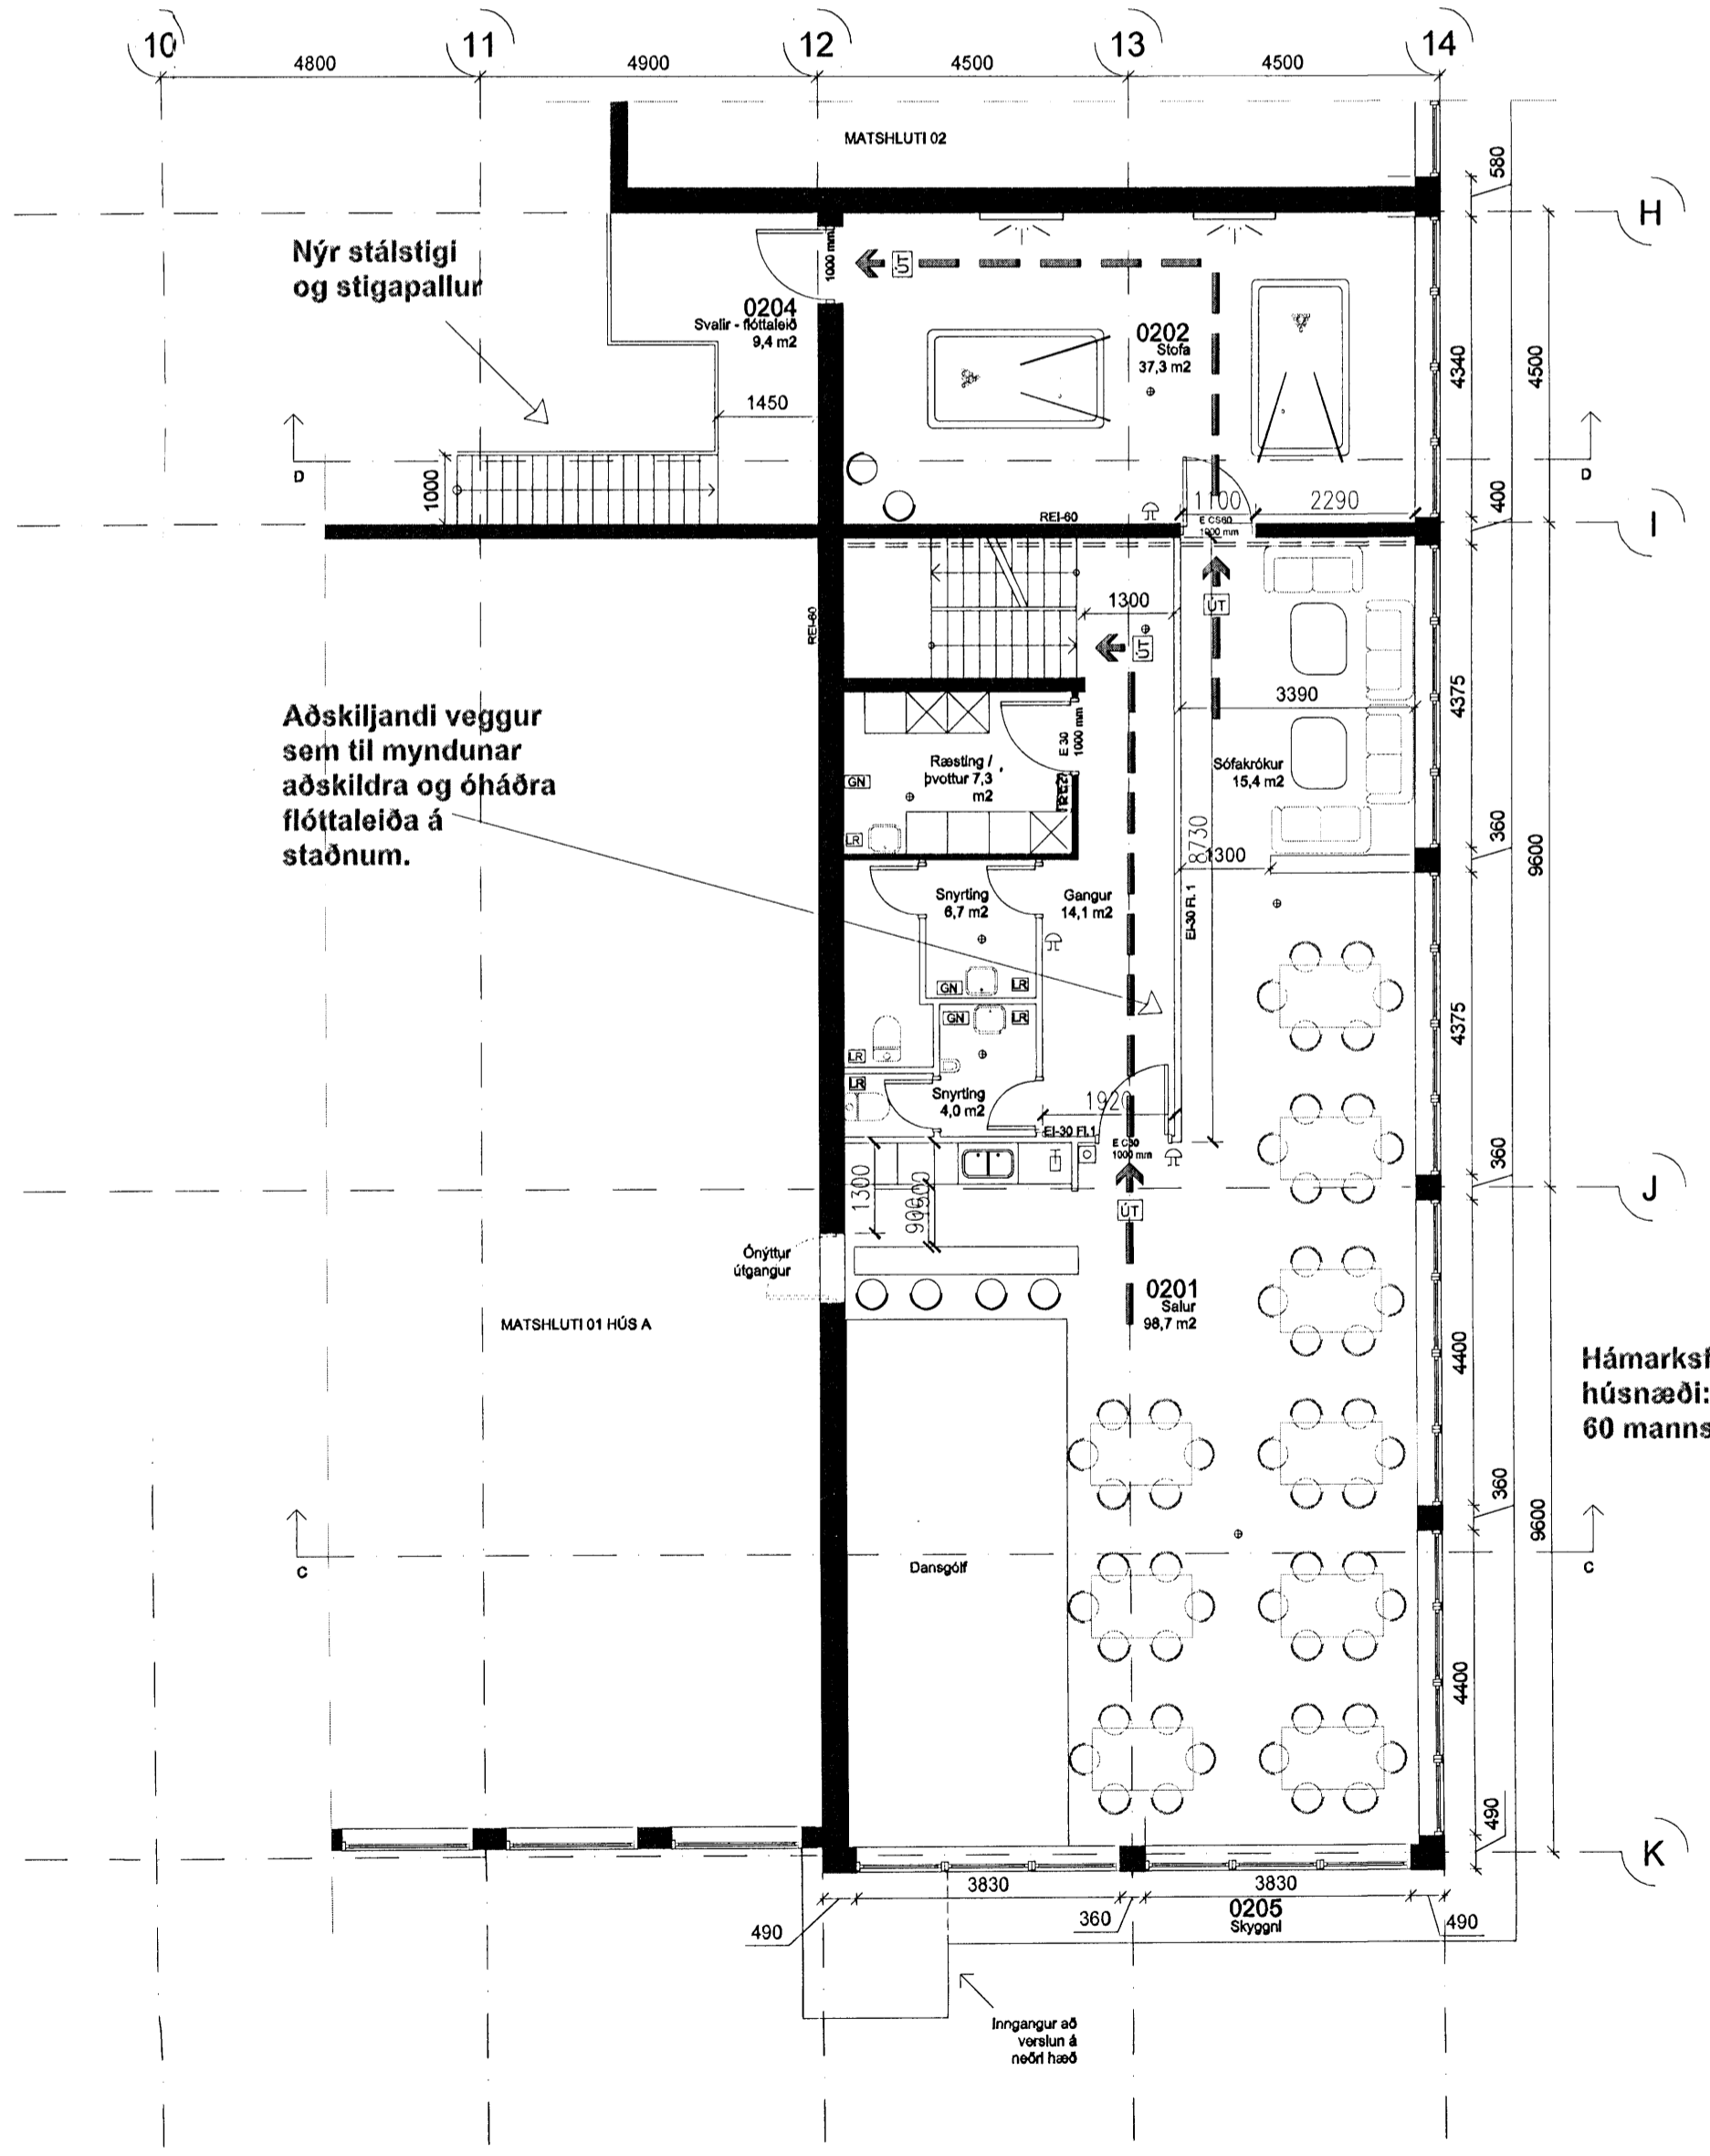 10
11
12
13
14
4800
4900
4500
4500
MATSHLUTI 02
580
H
Nýr stálstigi
og stigapallur
1000 mm
ÚT
0204
Svalir - flóttaleið
9,4 m2
0202
Stofa
37,3 m2
4340
4500
1450
D
D
1000
1100
2290
400
REI-60
E CS60
1000 mm
I
REI-60
1300
ÚT
ÚT
3390
4375
Aðskiljandi veggur
sem til myndunar
aðskildra og óháðra
flóttaleiða á
staðnum.
E 30
1000 mm
Ræsting /
þvottur 7,3
m2
GN
LR
Sófakrókur
15,4 m2
8730
1300
360
9600
Snyrting
6,7 m2
Gangur
14,1 m2
EI-30 Fl. 1
GN
LR
GN
LR
LR
LR
4375
Snyrting
4,0 m2
1920
EI-30 Fl.1
E C30
1000 mm
360
1300
900
J
ÚT
Ónýttur
útgangur
0201
Salur
98,7 m2
MATSHLUTI 01 HÚS A
4400
húsnæði:
60 manns
360
9600
C
C
Dansgólf
4400
490
K
3830
3830
490
360
0205
Skyggni
490
Inngangur að
verslun á
neðri hæð